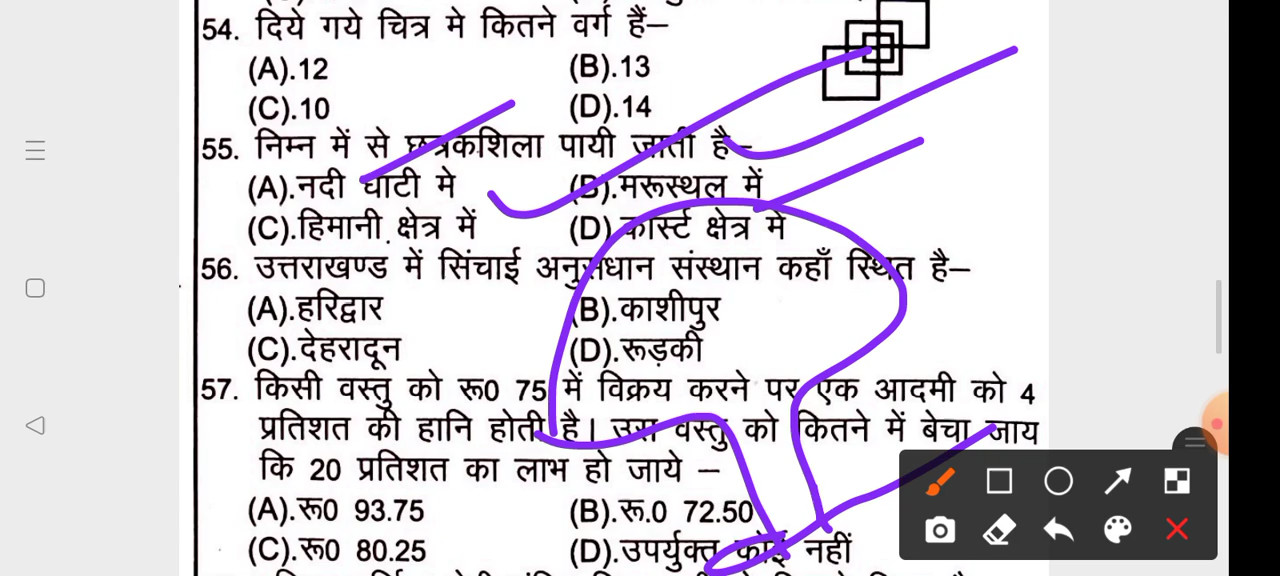 54. दिये गये चित्र मे कितने वर्ग हैं–
(A).12 (B).13
(C).10 (D).14
55. निम्न में से छत्रकशिला पायी जाती है–
(A).नदी घाटी मे (B).मरूस्थल में
(C).हिमानी क्षेत्र में (D).कार्स्ट क्षेत्र मे
56. उत्तराखण्ड में सिंचाई अनुसंधान संस्थान कहाँ स्थित है–
(A).हरिद्वार (B).काशीपुर
(C).देहरादून (D).रूड़की
57. किसी वस्तु को रू0 75 में विक्रय करने पर एक आदमी को 4
प्रतिशत की हानि होती है। उस वस्तु को कितने में बेचा जाय
कि 20 प्रतिशत का लाभ हो जाये –
(A).रू0 93.75 (B).रू.0 72.50
(C).रू0 80.25 (D).उपर्युक्त कोई नहीं